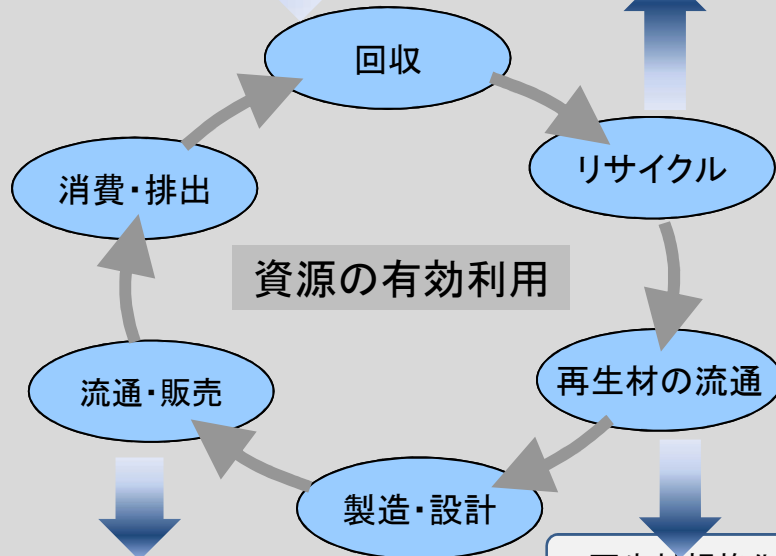 回収
リサイクル
消費・排出
資源の有効利用
再生材の流通
流通・販売
製造・設計